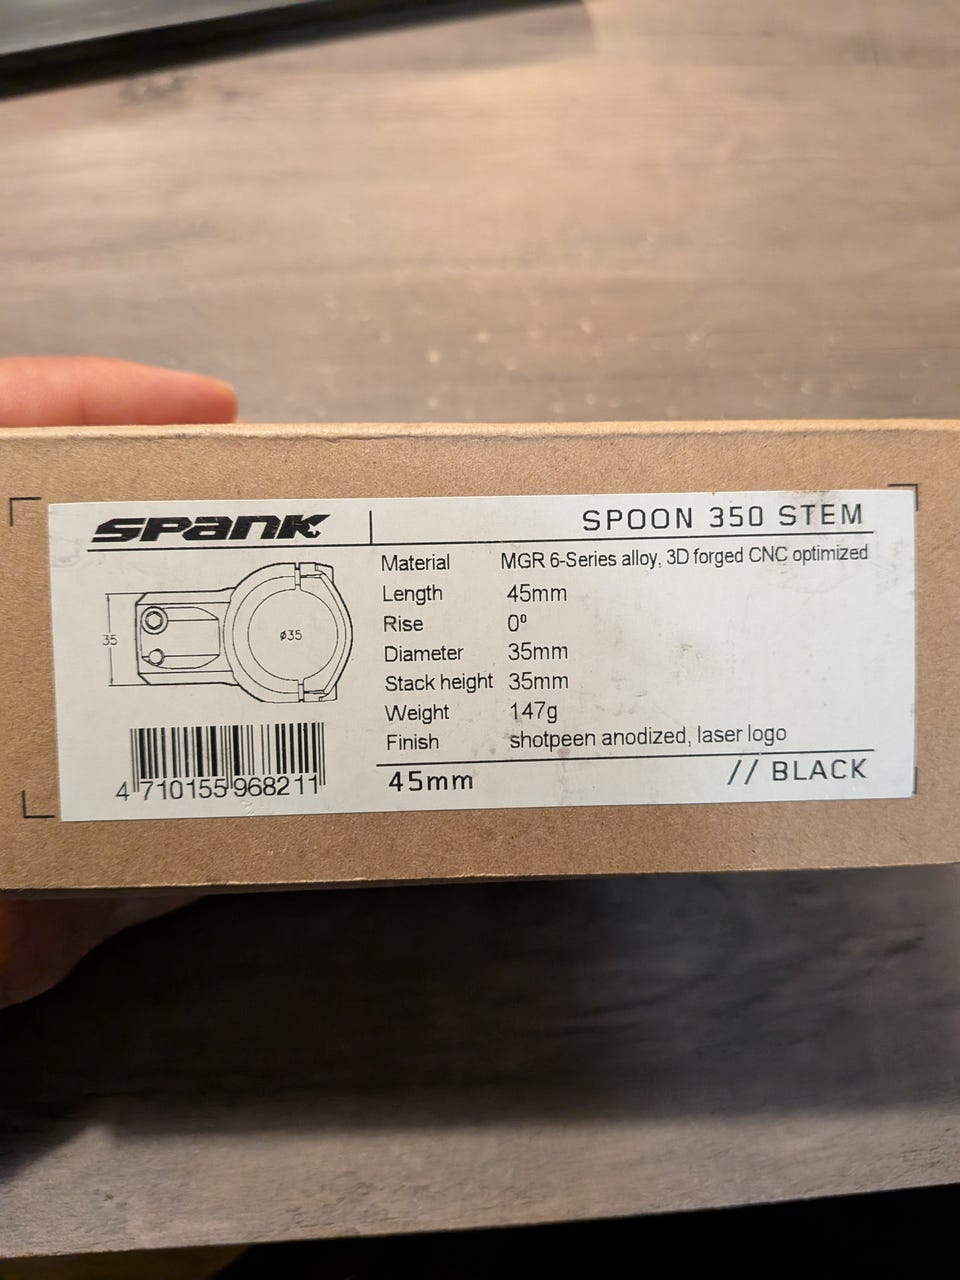 SPANK
SPOON 350 STEM
Material MGR 6-Series alloy, 3D forged CNC optimized
Length 45mm
Rise 0º
Diameter 35mm
Stack height 35mm
Weight 147g
Finish shotpeen anodized, laser logo
35
ø35
4 710155 968211
45mm // BLACK